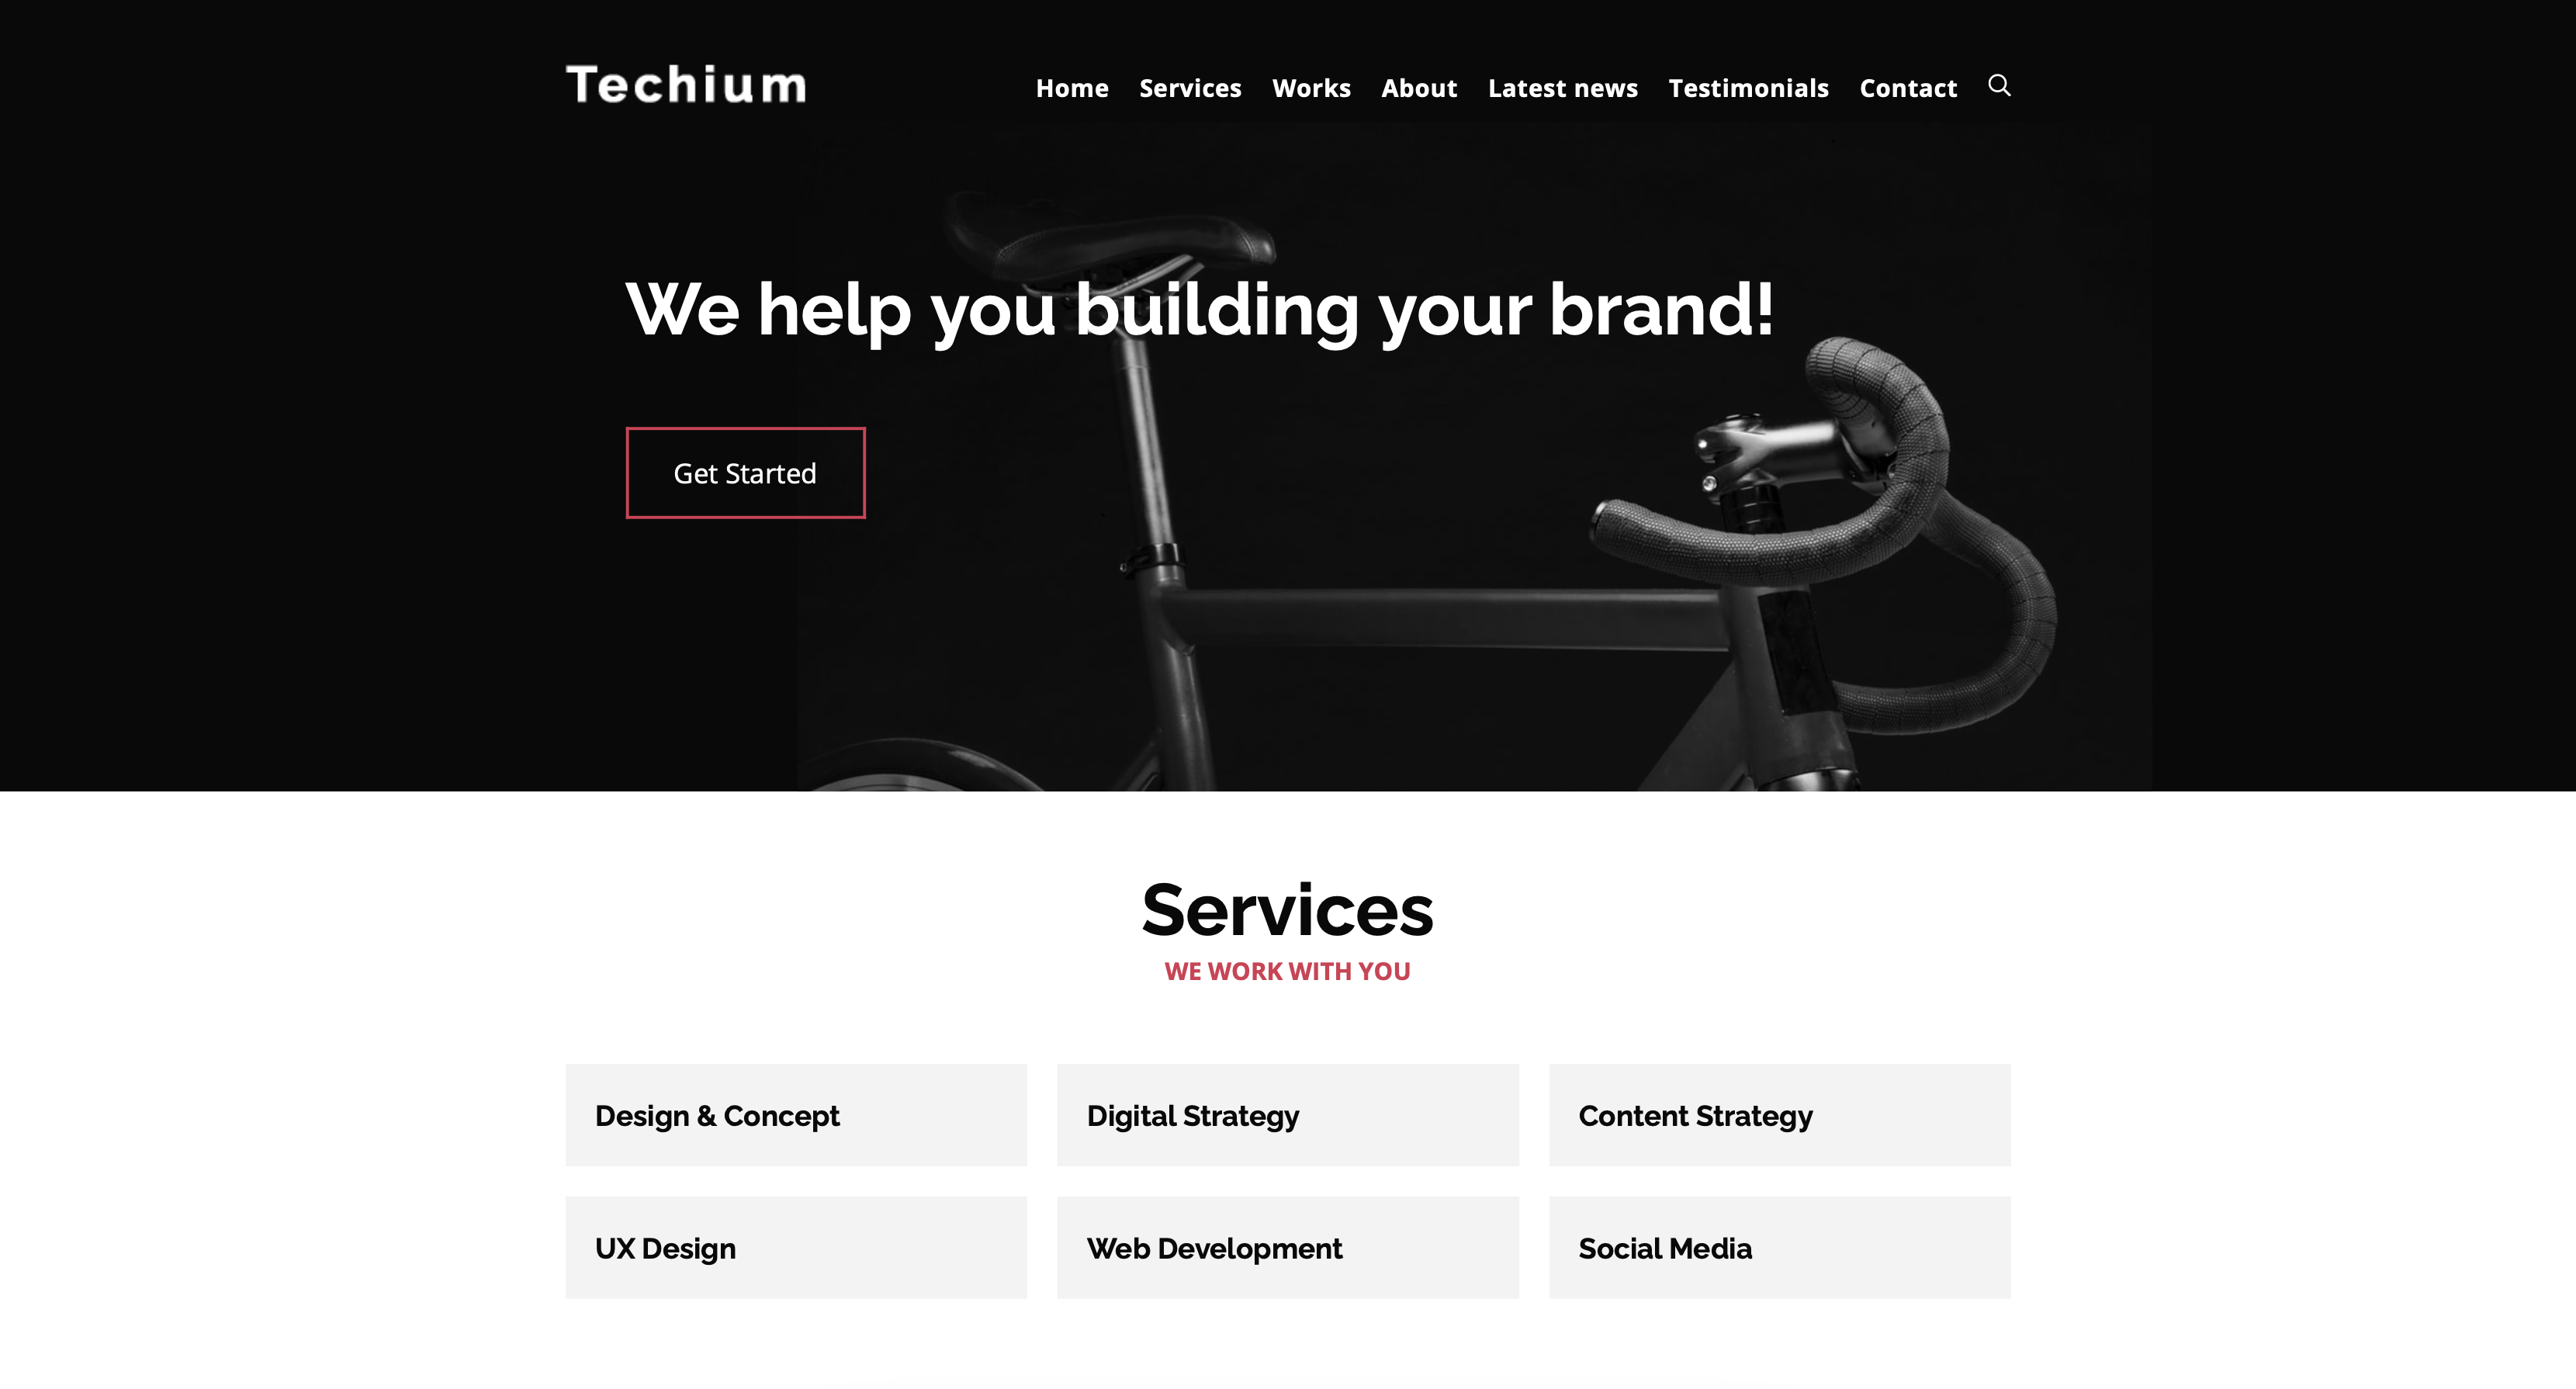 Techium
Home Services Works About Latest news Testimonials Contact
We help you building your brand!
Get Started
Services
WE WORK WITH YOU
Design & Concept
Digital Strategy
Content Strategy
UX Design
Web Development
Social Media